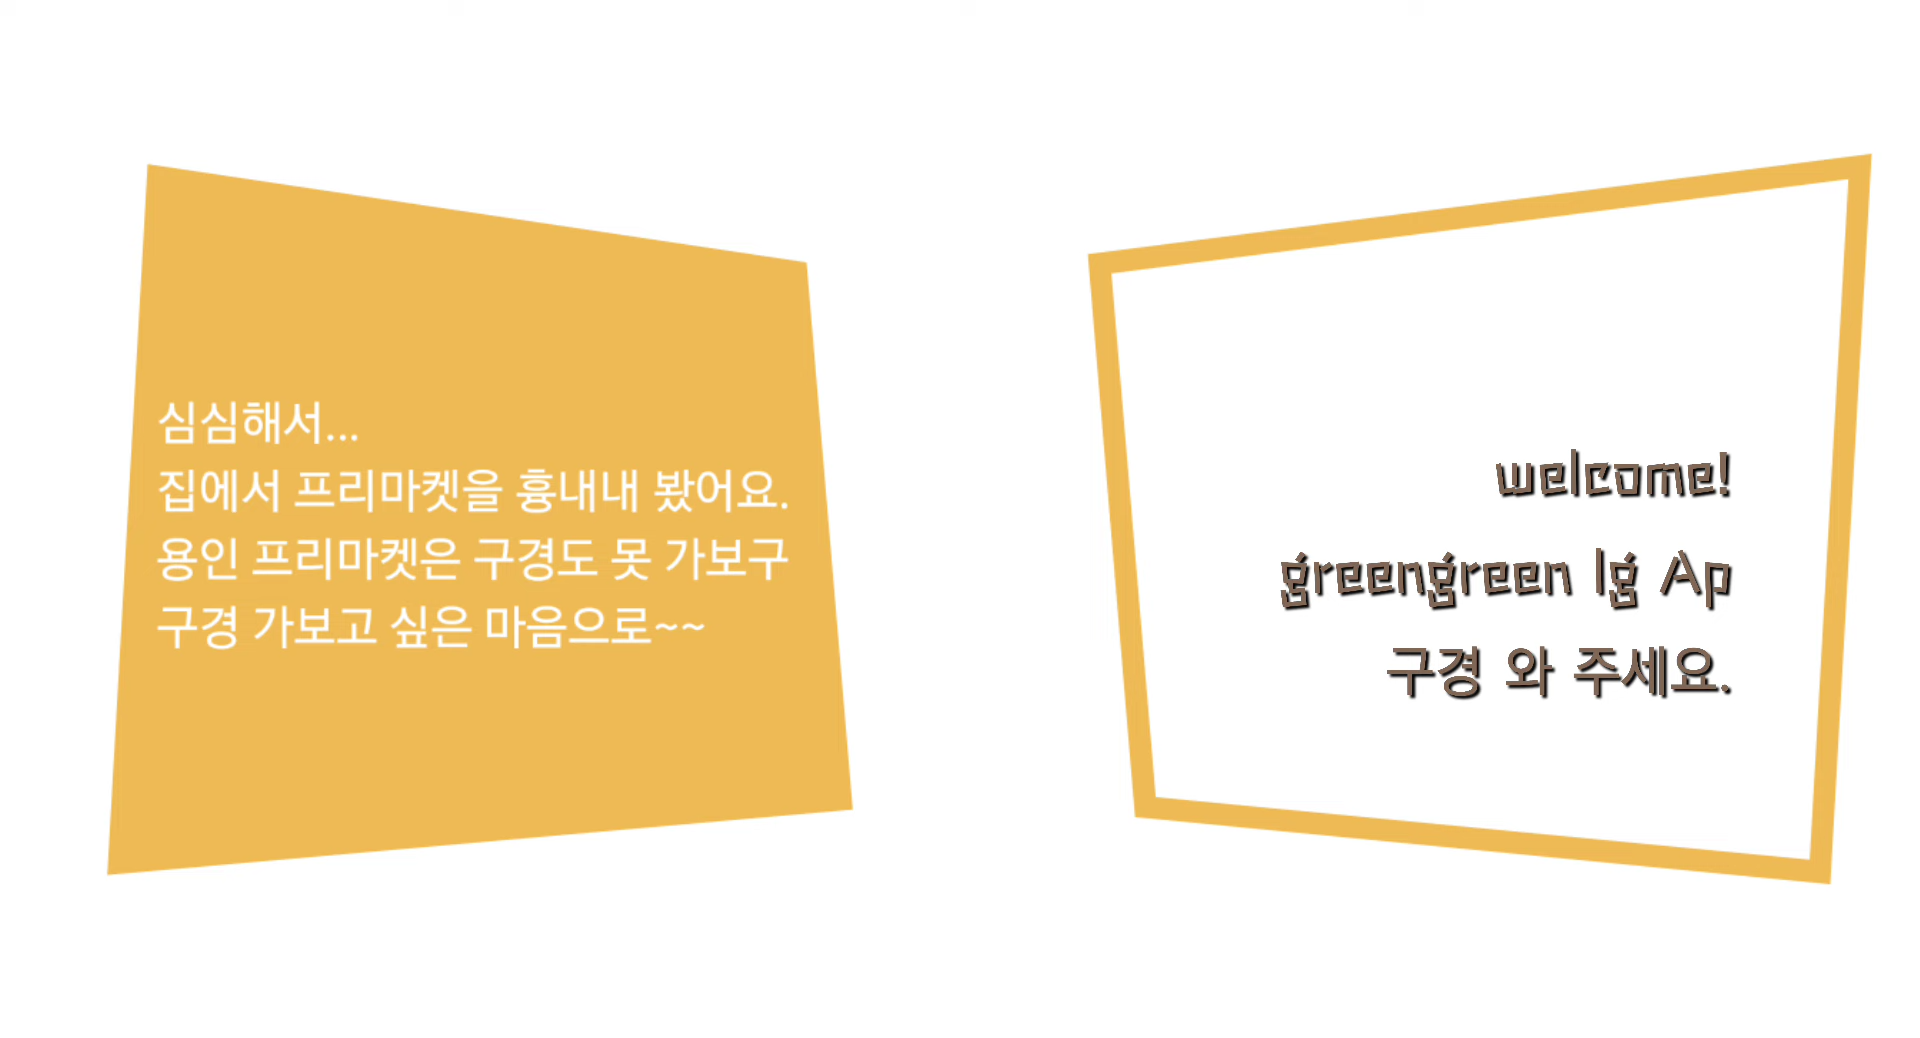 심심해서...
집에서 프리마켓을 흉내내 봤어요.
용인 프리마켓은 구경도 못 가보구
구경 가보고 싶은 마음으로~~
welcome!
greengreen lg Ap
구경 와 주세요.